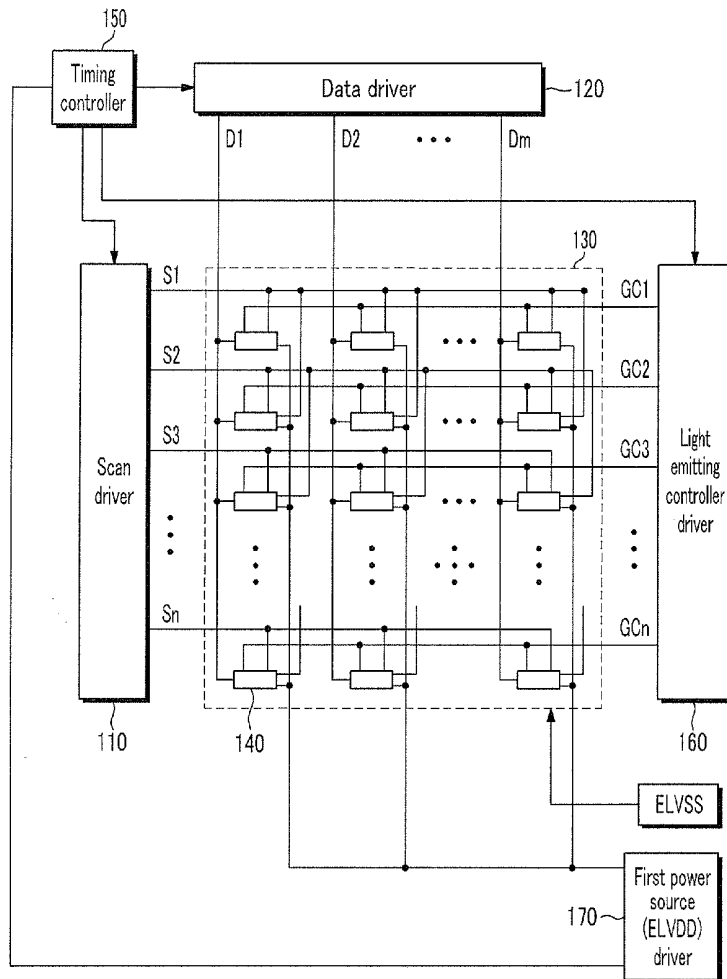 150
Timing
controller
Data driver
120
D1
D2
Dm
130
S1
GC1
S2
GC2
S3
GC3
Scan
driver
Light
emitting
controller
driver
Sn
GCn
110
140
160
ELVSS
First power
source
(ELVDD)
driver
170